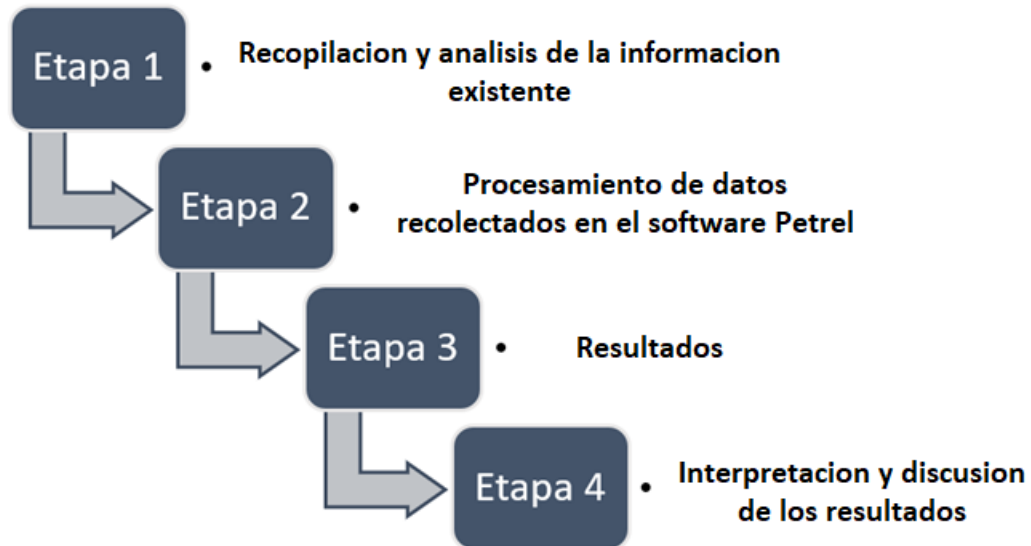 Etapa 1
• Recopilacion y analisis de la informacion
existente
Etapa 2
• Procesamiento de datos
recolectados en el software Petrel
Etapa 3
• Resultados
Etapa 4
• Interpretacion y discusion
de los resultados